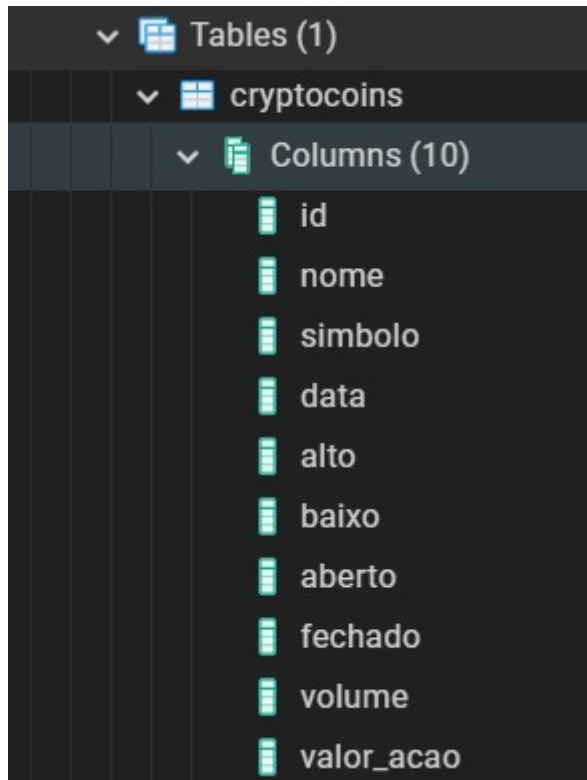 Tables (1)
cryptocoins
Columns (10)
id
nome
simbolo
data
alto
baixo
aberto
fechado
volume
valor_acao